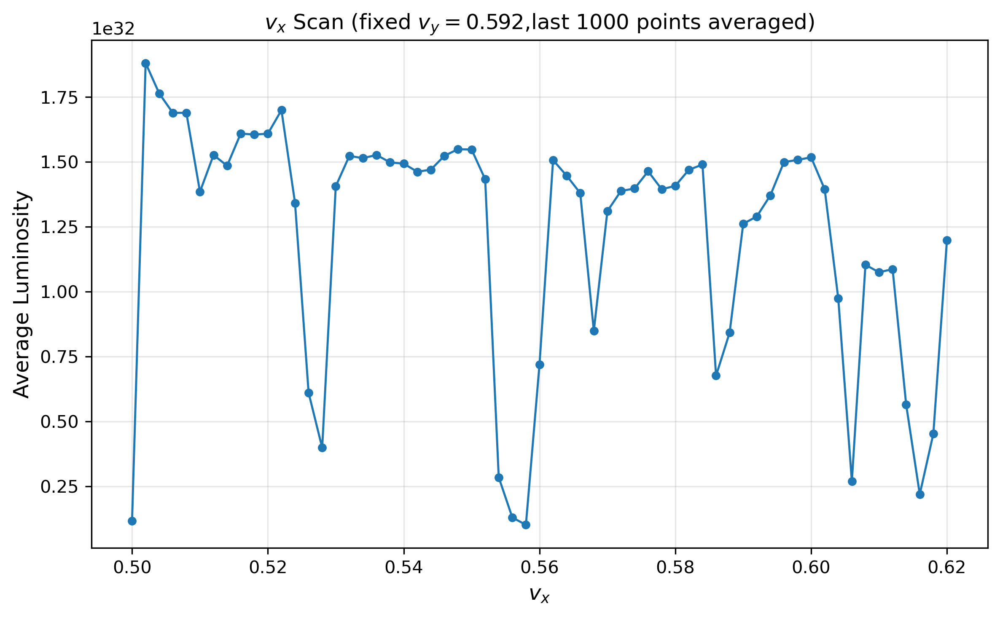 v_x Scan (fixed v_y = 0.592,last 1000 points averaged)
1e32
1.75
1.50
1.25
1.00
0.75
0.50
0.25
Average Luminosity
0.50 0.52 0.54 0.56 0.58 0.60 0.62
v_x